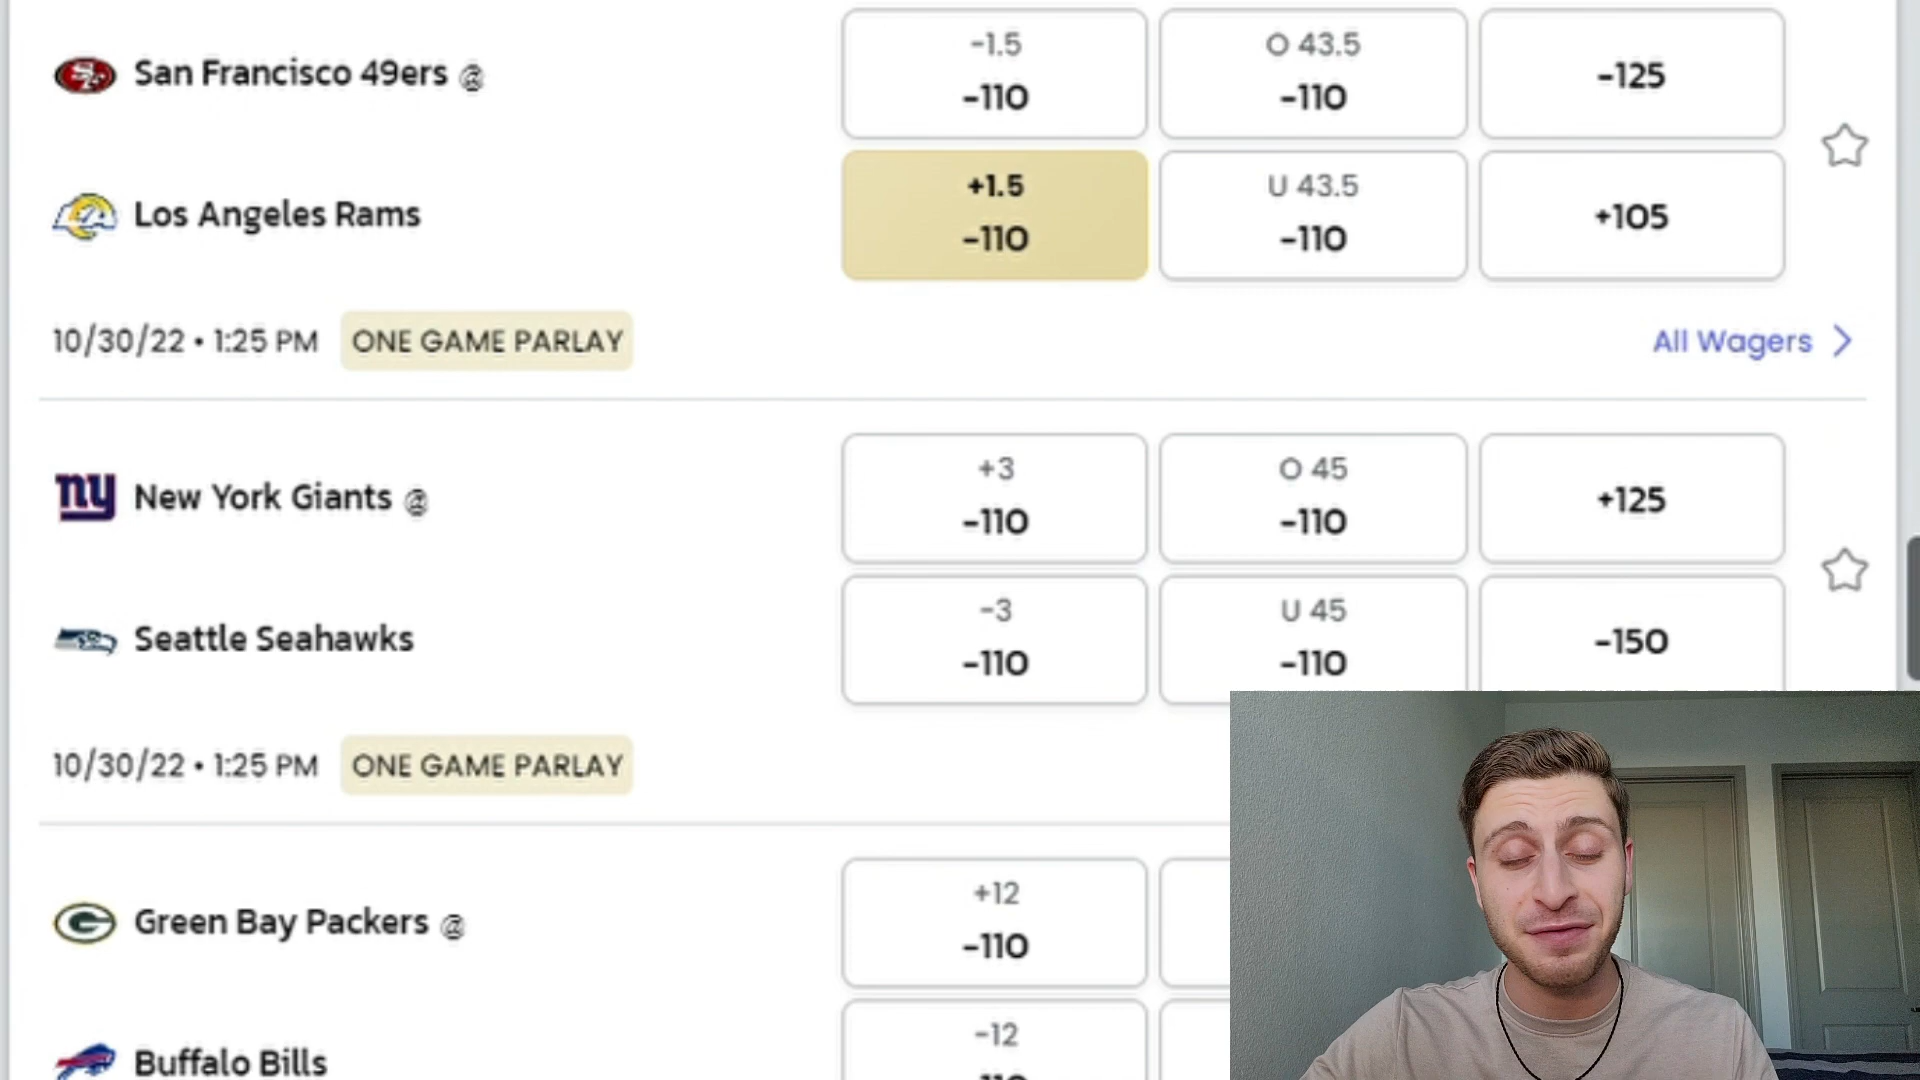 -1.5 O 43.5
San Francisco 49ers @ -110 -110 -125
+1.5 U 43.5
Los Angeles Rams -110 -110 +105
10/30/22 • 1:25 PM ONE GAME PARLAY All Wagers
+3 O 45
ny New York Giants @ -110 -110 +125
-3 U 45
Seattle Seahawks -110 -110 -150
10/30/22 • 1:25 PM ONE GAME PARLAY
+12
G Green Bay Packers @ -110
-12
Buffalo Bills